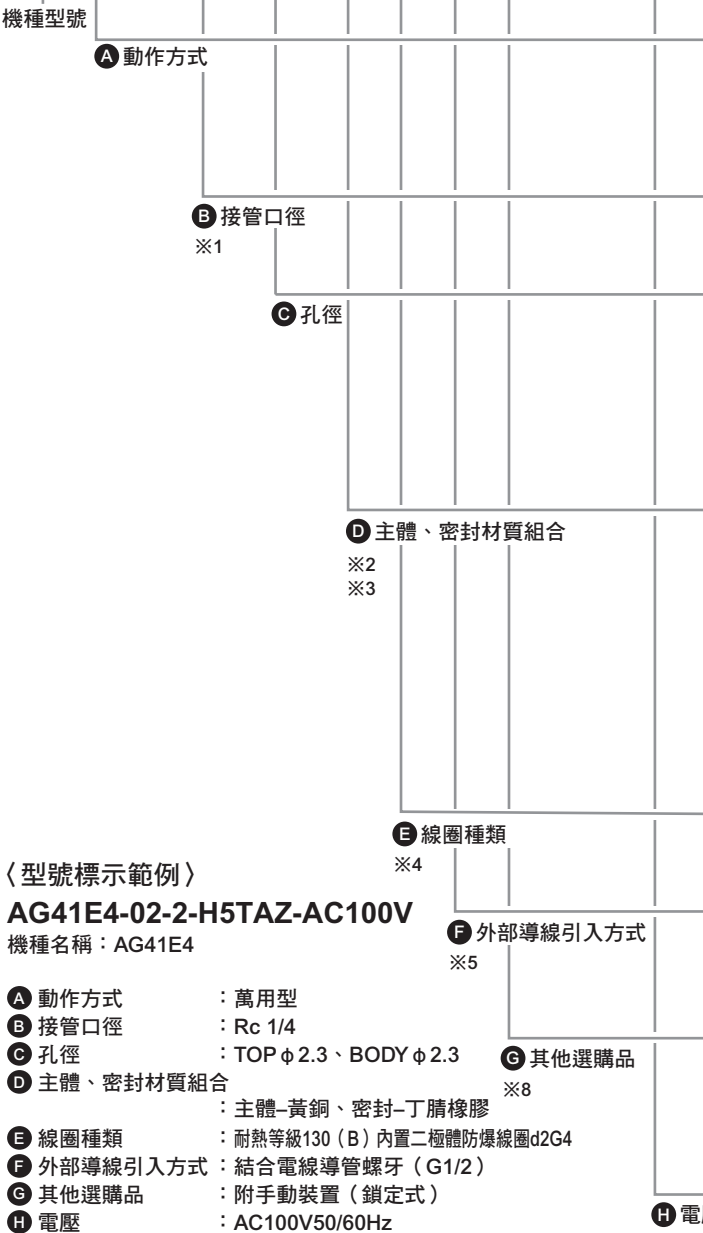 機種型號
A 動作方式
B 接管口徑
※1
C 孔徑
D 主體、密封材質組合
※2
※3
E 線圈種類
※4
F 外部導線引入方式
※5
G 其他選購品
※8
H
〈型號標示範例〉
AG41E4-02-2-H5TAZ-AC100V
機種名稱：AG41E4
A 動作方式：萬用型
B 接管口徑：Rc 1/4
C 孔徑：TOPφ2.3、BODYφ2.3
D 主體、密封材質組合
：主體–黃銅、密封–丁腈橡膠
E 線圈種類：耐熱等級130（B）內置二極體防爆線圈d2G4
F 外部導線引入方式：結合電線導管螺牙（G1/2）
G 其他選購品：附手動裝置（鎖定式）
H 電壓：AC100V50/60Hz